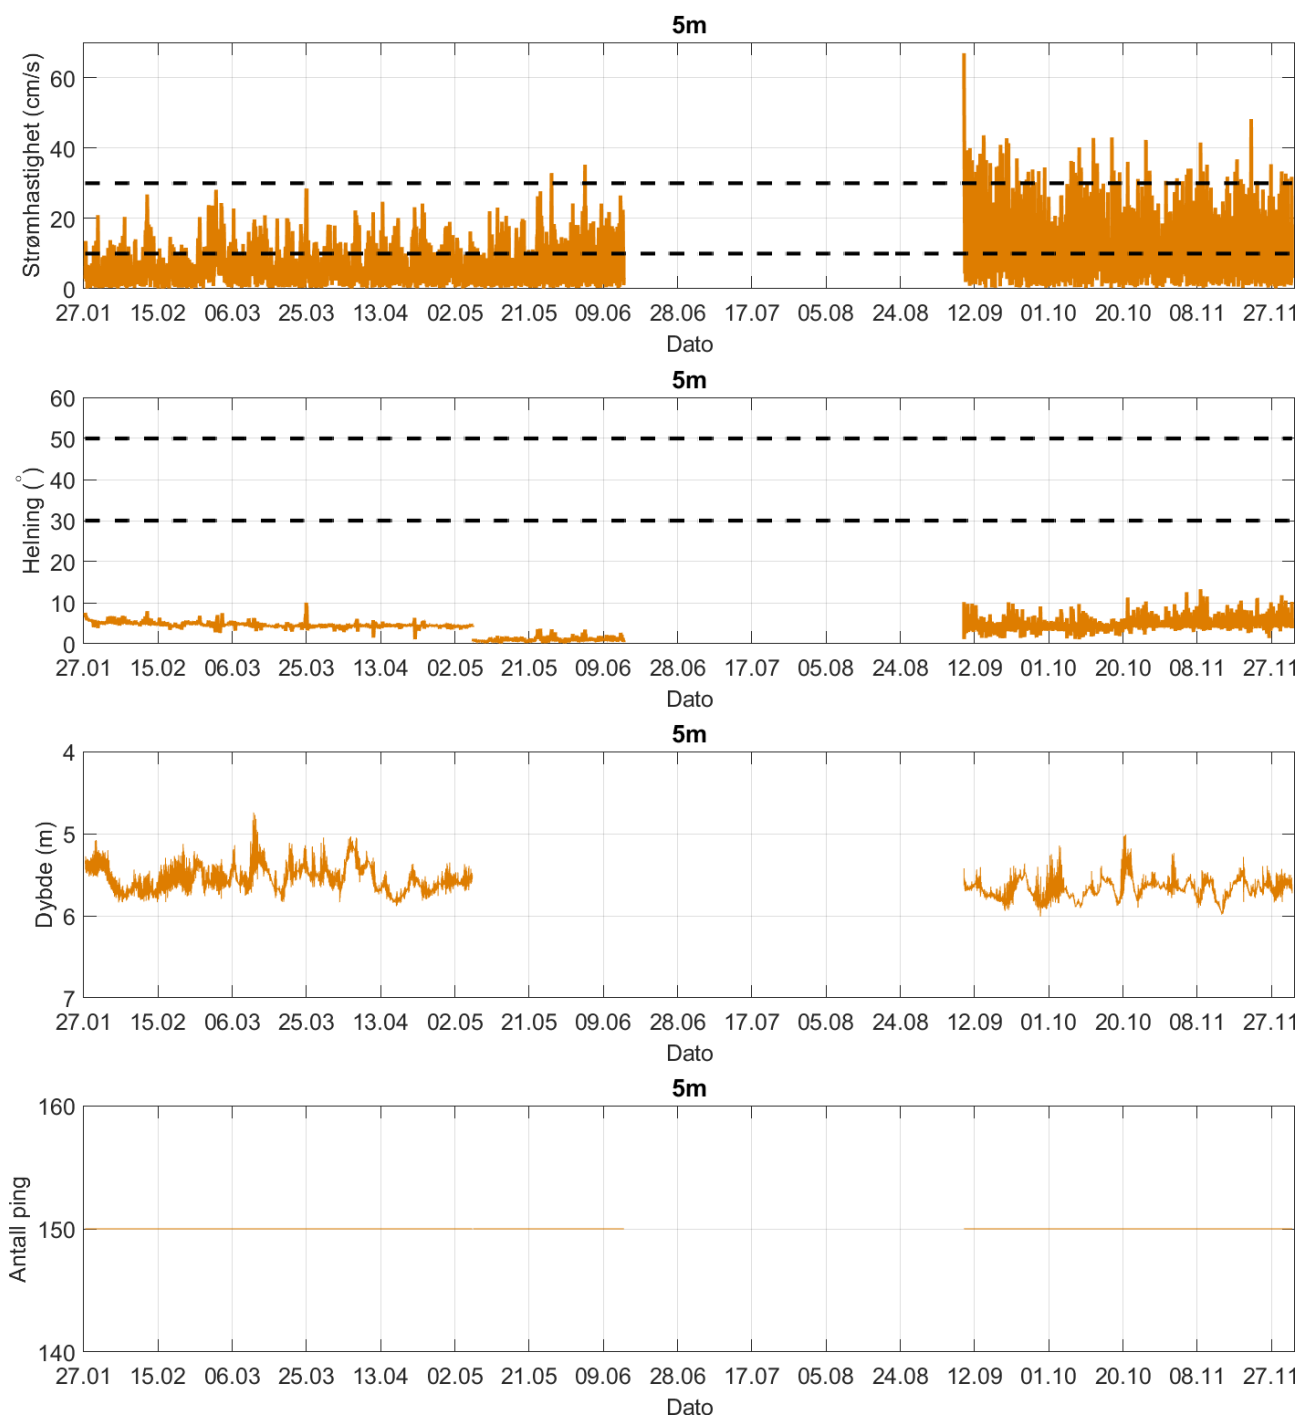 5m
Strømhastighet (cm/s)
60
40
20
0
27.01 15.02 06.03 25.03 13.04 02.05 21.05 09.06 28.06 17.07 05.08 24.08 12.09 01.10 20.10 08.11 27.11
Dato
5m
Helning (°)
60
50
40
30
20
10
0
27.01 15.02 06.03 25.03 13.04 02.05 21.05 09.06 28.06 17.07 05.08 24.08 12.09 01.10 20.10 08.11 27.11
Dato
5m
Dybde (m)
4
5
6
7
27.01 15.02 06.03 25.03 13.04 02.05 21.05 09.06 28.06 17.07 05.08 24.08 12.09 01.10 20.10 08.11 27.11
Dato
5m
Antall ping
160
150
140
27.01 15.02 06.03 25.03 13.04 02.05 21.05 09.06 28.06 17.07 05.08 24.08 12.09 01.10 20.10 08.11 27.11
Dato